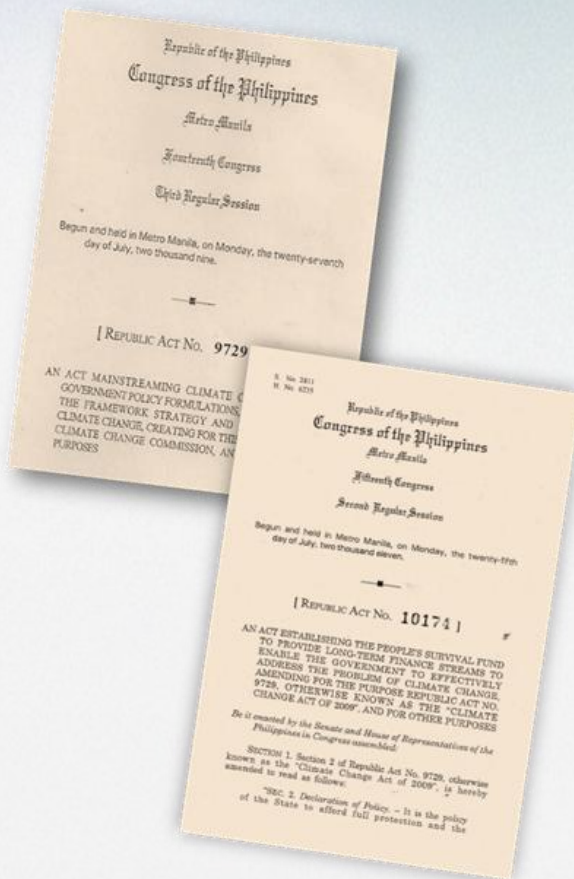 Republic of the Philippines
Congress of the Philippines
Metro Manila
Fourteenth Congress
Third Regular Session
Begun and held in Metro Manila, on Monday, the twenty-seventh
day of July, two thousand nine.
[ REPUBLIC ACT NO. 9729
AN ACT MAINSTREAMING CLIMATE C
GOVERNMENT POLICY FORMULATIONS,
THE FRAMEWORK STRATEGY AND
CLIMATE CHANGE, CREATING FOR THIS
CLIMATE CHANGE COMMISSION, AN
PURPOSES
S. No. 2811
H. No. 6235
Republic of the Philippines
Congress of the Philippines
Metro Manila
Fifteenth Congress
Second Regular Session
Begun and held in Metro Manila, on Monday, the twenty-fifth
day of July, two thousand eleven.
[ REPUBLIC ACT NO. 10174 ]
AN ACT ESTABLISHING THE PEOPLE'S SURVIVAL FUND
TO PROVIDE LONG-TERM FINANCE STREAMS TO
ENABLE THE GOVERNMENT TO EFFECTIVELY
ADDRESS THE PROBLEM OF CLIMATE CHANGE,
AMENDING FOR THE PURPOSE REPUBLIC ACT NO.
9729, OTHERWISE KNOWN AS THE "CLIMATE
CHANGE ACT OF 2009", AND FOR OTHER PURPOSES
Be it enacted by the Senate and House of Representatives of the
Philippines in Congress assembled:
SECTION 1. Section 2 of Republic Act No. 9729, otherwise
known as the "Climate Change Act of 2009", is hereby
amended to read as follows:
"SEC. 2. Declaration of Policy. – It is the policy
of the State to afford full protection and the